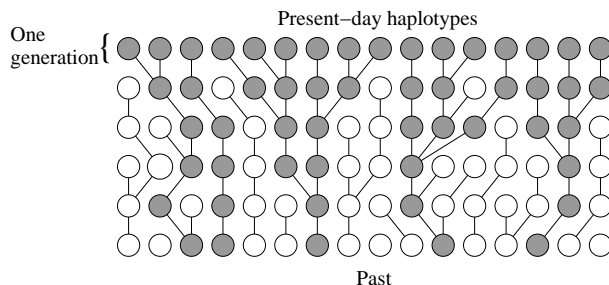 Present–day haplotypes
One
generation {
Past